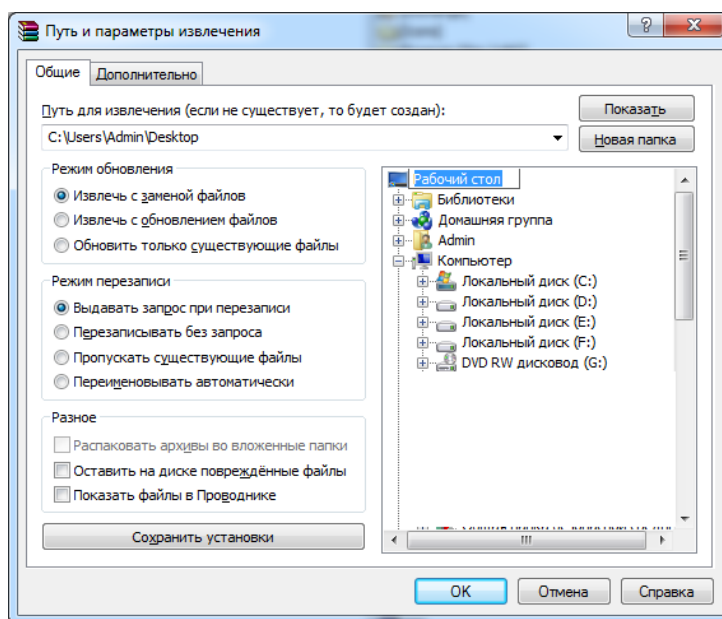 Путь и параметры извлечения
Общие
Дополнительно
Путь для извлечения (если не существует, то будет создан):
Показать
C:\Users\Admin\Desktop
Новая папка
Режим обновления
Извлечь с заменой файлов
Извлечь с обновлением файлов
Обновить только существующие файлы
Режим перезаписи
Выдавать запрос при перезаписи
Перезаписывать без запроса
Пропускать существующие файлы
Переименовывать автоматически
Разное
Распаковать архивы во вложенные папки
Оставить на диске повреждённые файлы
Показать файлы в Проводнике
Сохранить установки
Рабочий стол
Библиотеки
Домашняя группа
Admin
Компьютер
Локальный диск (C:)
Локальный диск (D:)
Локальный диск (E:)
Локальный диск (F:)
DVD RW дисковод (G:)
OK
Отмена
Справка